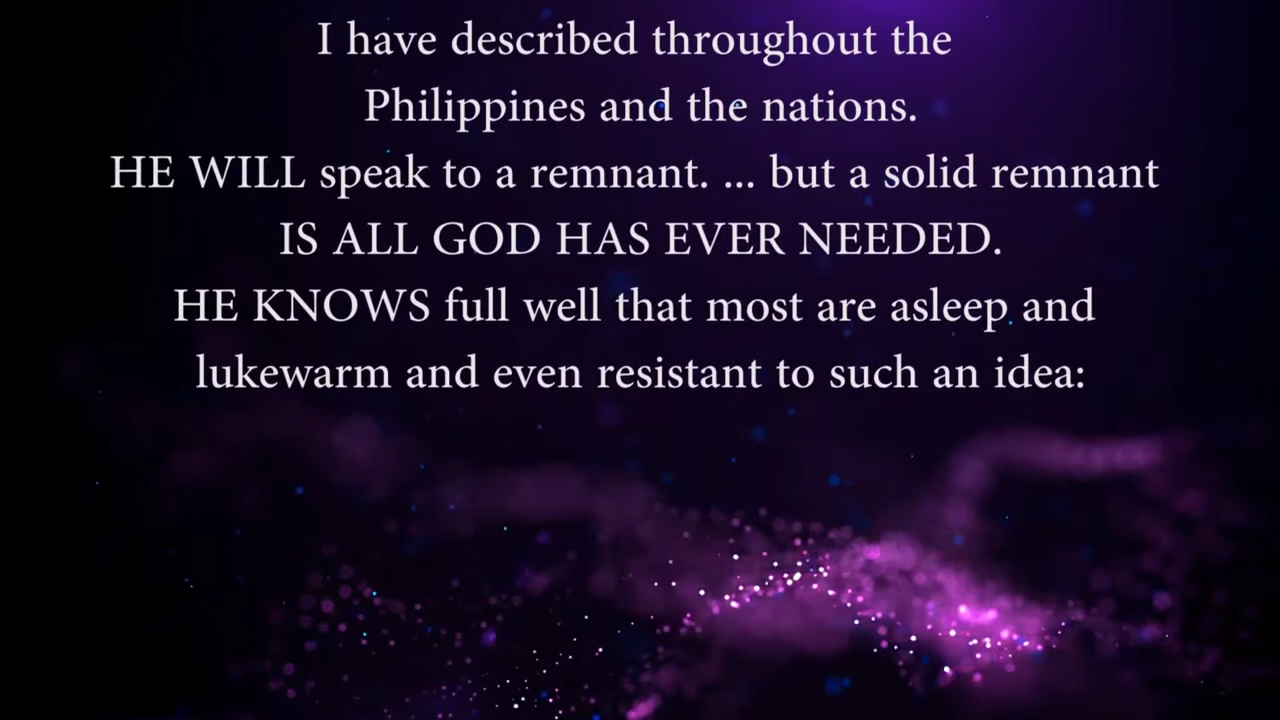 I have described throughout the
Philippines and the nations.
HE WILL speak to a remnant. ... but a solid remnant
IS ALL GOD HAS EVER NEEDED.
HE KNOWS full well that most are asleep and
lukewarm and even resistant to such an idea: